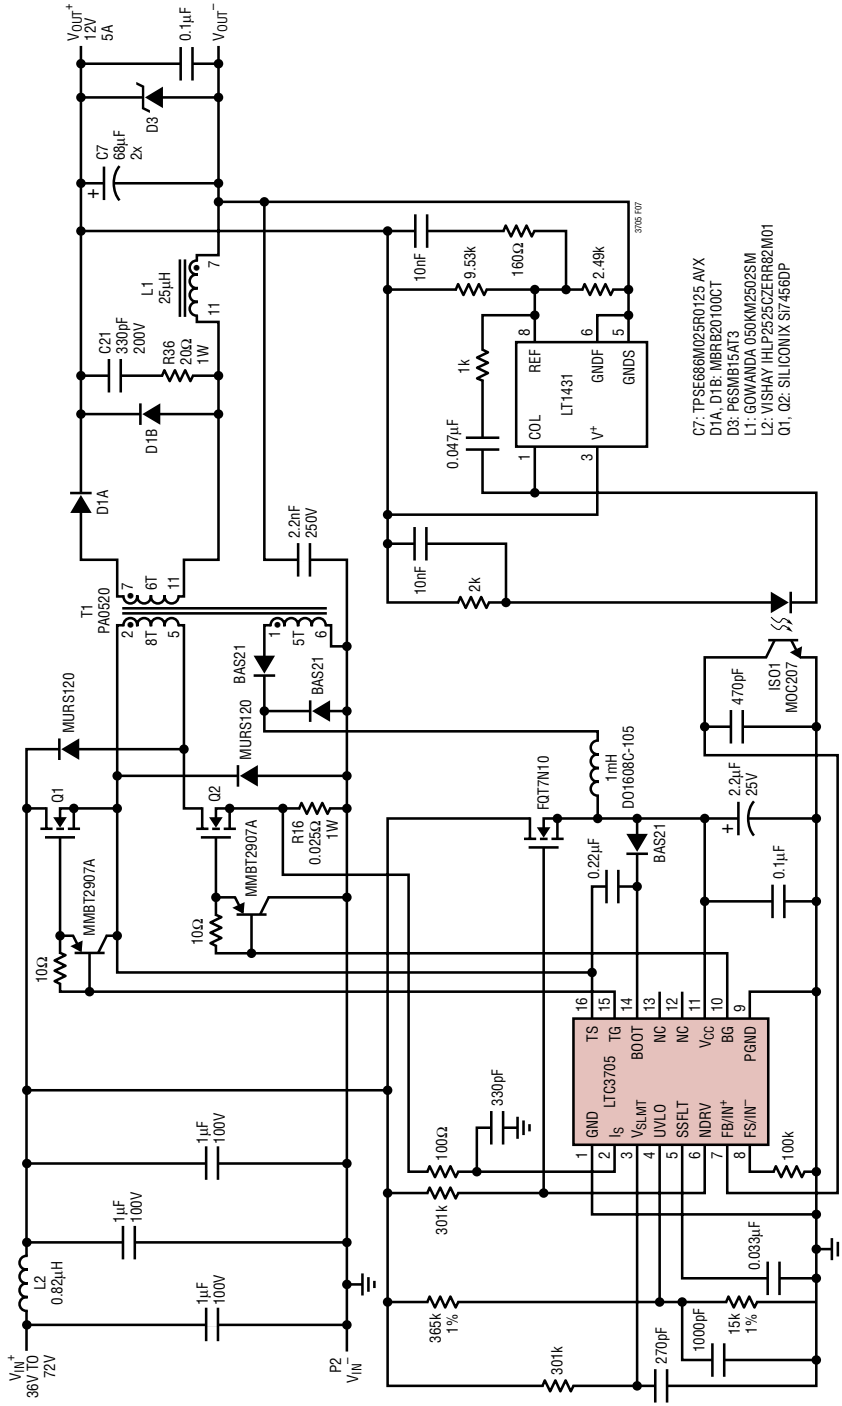 VIN+
36V TO
72V
L2
0.82µH
1µF
100V
1µF
100V
1µF
100V
P2
VIN–
10Ω
MMBT2907A
Q1
MURS120
10Ω
MMBT2907A
Q2
MURS120
R16
0.025Ω
1W
BAS21
BAS21
T1
PA0520
2
8T
5
7
6T
11
1
5T
6
2.2nF
250V
D1A
D1B
C21
330pF
200V
R36
20Ω
1W
L1
25µH
11
7
C7
68µF
2x
+
D3
0.1µF
VOUT+
12V
5A
VOUT–
301k
270pF
365k
1%
1000pF
15k
1%
0.033µF
301k
100Ω
330pF
100k
1
GND
2
IS
3
VSLMT
4
UVLO
5
SSFLT
6
NDRV
7
FB/IN+
8
FS/IN–
LTC3705
TS
16
TG
15
BOOT
14
NC
13
NC
12
VCC
11
BG
10
PGND
9
0.22µF
BAS21
0.1µF
FQT7N10
1mH
DO1608C-105
+
2.2µF
25V
470pF
ISO1
MOC207
2k
10nF
0.047µF
1k
1
COL
3
V+
LT1431
REF
8
GNDF
6
GNDS
5
9.53k
10nF
160Ω
2.49k
3705 F07
C7: TPSE686M025R0125 AVX
D1A, D1B: MBRB20100CT
D3: P6SMB15AT3
L1: GOWANDA 050KM2502SM
L2: VISHAY IHLP2525CZERR82M01
Q1, Q2: SILICONIX Si7456DP